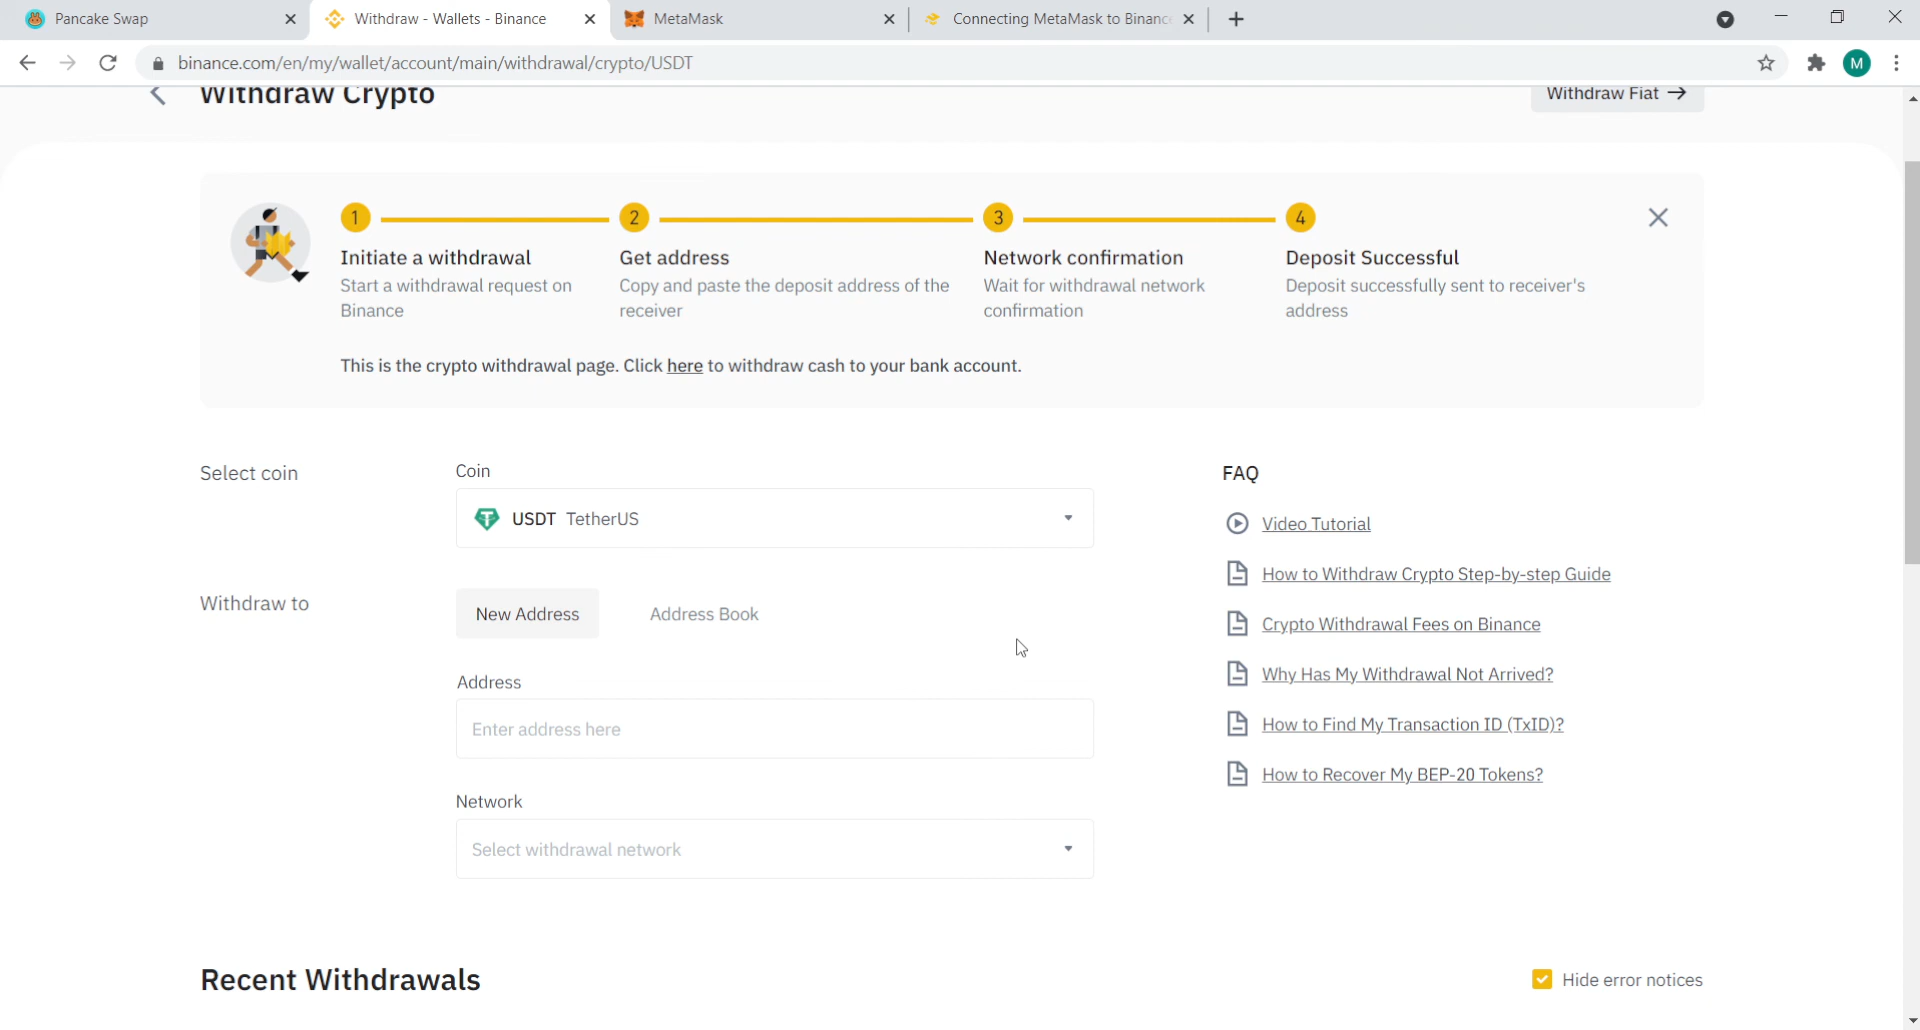 Pancake Swap
Withdraw - Wallets - Binance
MetaMask
Connecting MetaMask to Binanc
binance.com/en/my/wallet/account/main/withdrawal/crypto/USDT
M
Withdraw Crypto
Withdraw Fiat →
1
2
3
4
Initiate a withdrawal
Start a withdrawal request on
Binance
Get address
Copy and paste the deposit address of the
receiver
Network confirmation
Wait for withdrawal network
confirmation
Deposit Successful
Deposit successfully sent to receiver's
address
This is the crypto withdrawal page. Click here to withdraw cash to your bank account.
Select coin
Coin
USDT TetherUS
Withdraw to
New Address
Address Book
Address
Enter address here
Network
Select withdrawal network
FAQ
Video Tutorial
How to Withdraw Crypto Step-by-step Guide
Crypto Withdrawal Fees on Binance
Why Has My Withdrawal Not Arrived?
How to Find My Transaction ID (TxID)?
How to Recover My BEP-20 Tokens?
Recent Withdrawals
Hide error notices